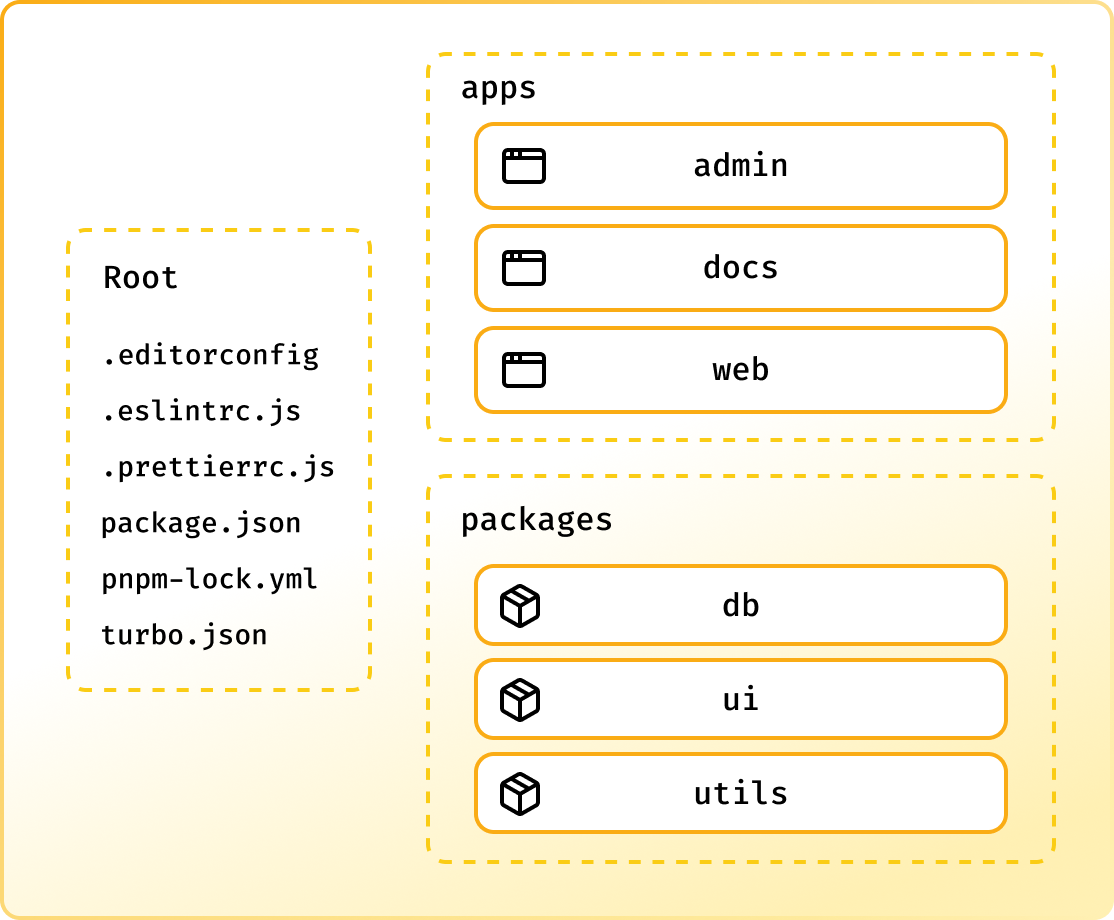 Root
.editorconfig
.eslintrc.js
.prettierrc.js
package.json
pnpm-lock.yml
turbo.json
apps
admin
docs
web
packages
db
ui
utils